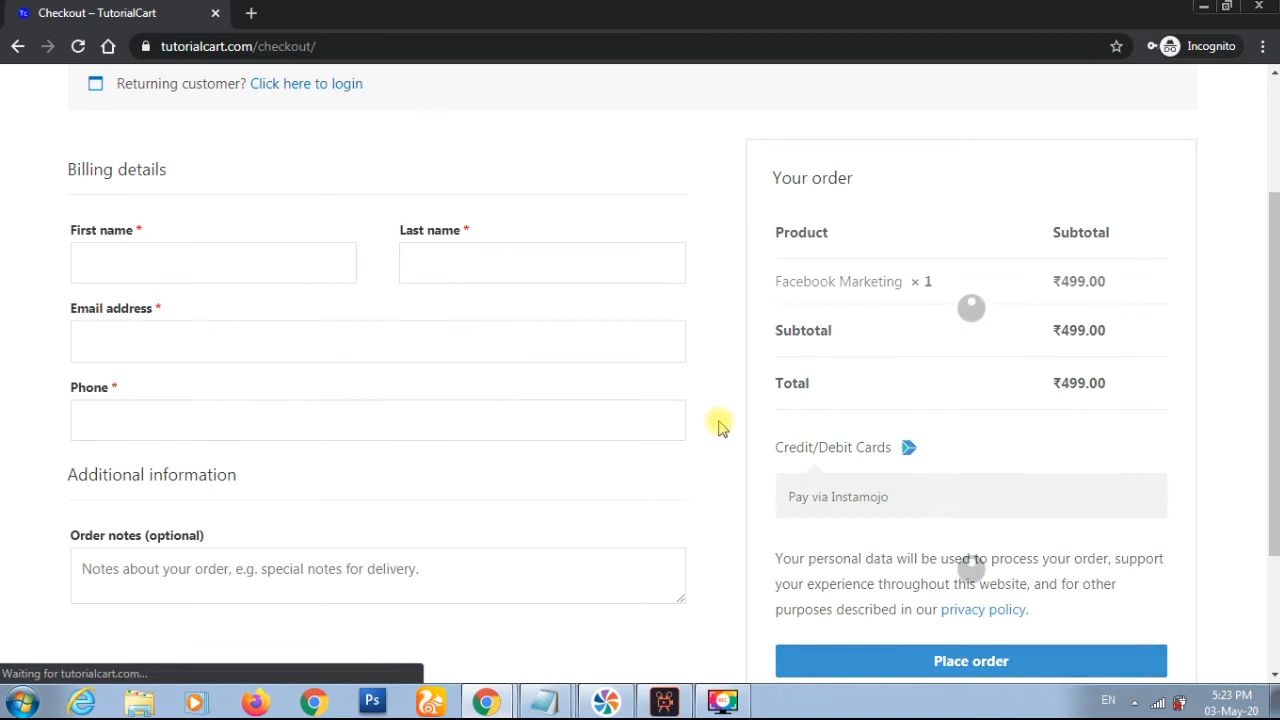 Checkout – TutorialCart
tutorialcart.com/checkout/
Incognito
Returning customer? Click here to login
Billing details
First name *
Last name *
Email address *
Phone *
Additional information
Order notes (optional)
Notes about your order, e.g. special notes for delivery.
Your order
Product Subtotal
Facebook Marketing × 1 ₹499.00
Subtotal ₹499.00
Total ₹499.00
Credit/Debit Cards
Pay via Instamojo
Your personal data will be used to process your order, support
your experience throughout this website, and for other
purposes described in our privacy policy.
Place order
Waiting for tutorialcart.com...
Ps
REC
EN
5:23 PM
03-May-20